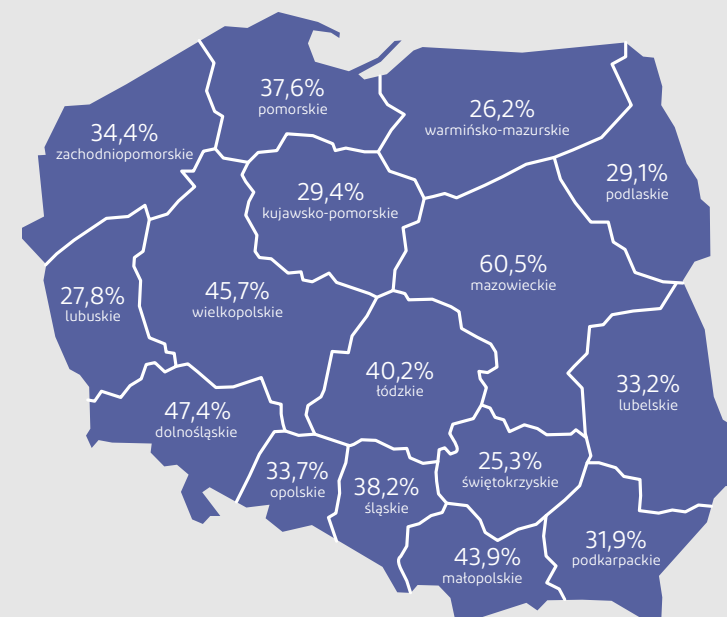 37,6%
pomorskie
26,2%
warmińsko-mazurskie
34,4%
zachodniopomorskie
29,1%
podlaskie
29,4%
kujawsko-pomorskie
60,5%
mazowieckie
27,8%
lubuskie
45,7%
wielkopolskie
40,2%
łódzkie
33,2%
lubelskie
47,4%
dolnośląskie
33,7%
opolskie
38,2%
śląskie
25,3%
świętokrzyskie
31,9%
podkarpackie
43,9%
małopolskie